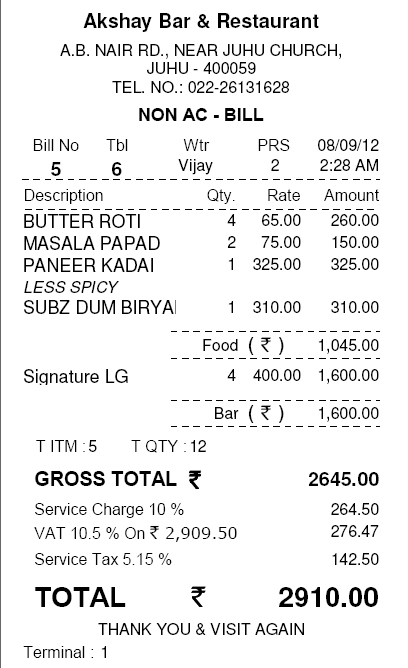 Akshay Bar & Restaurant
A.B. NAIR RD., NEAR JUHU CHURCH,
JUHU - 400059
TEL. NO.: 022-26131628
NON AC - BILL
Bill No Tbl Wtr PRS 08/09/12
5 6 Vijay 2 2:28 AM
Description Qty. Rate Amount
BUTTER ROTI 4 65.00 260.00
MASALA PAPAD 2 75.00 150.00
PANEER KADAI 1 325.00 325.00
LESS SPICY
SUBZ DUM BIRYA 1 310.00 310.00
Food ( ₹ ) 1,045.00
Signature LG 4 400.00 1,600.00
Bar ( ₹ ) 1,600.00
T ITM : 5 T QTY : 12
GROSS TOTAL ₹ 2645.00
Service Charge 10 % 264.50
VAT 10.5 % On ₹ 2,909.50 276.47
Service Tax 5.15 % 142.50
TOTAL ₹ 2910.00
THANK YOU & VISIT AGAIN
Terminal : 1